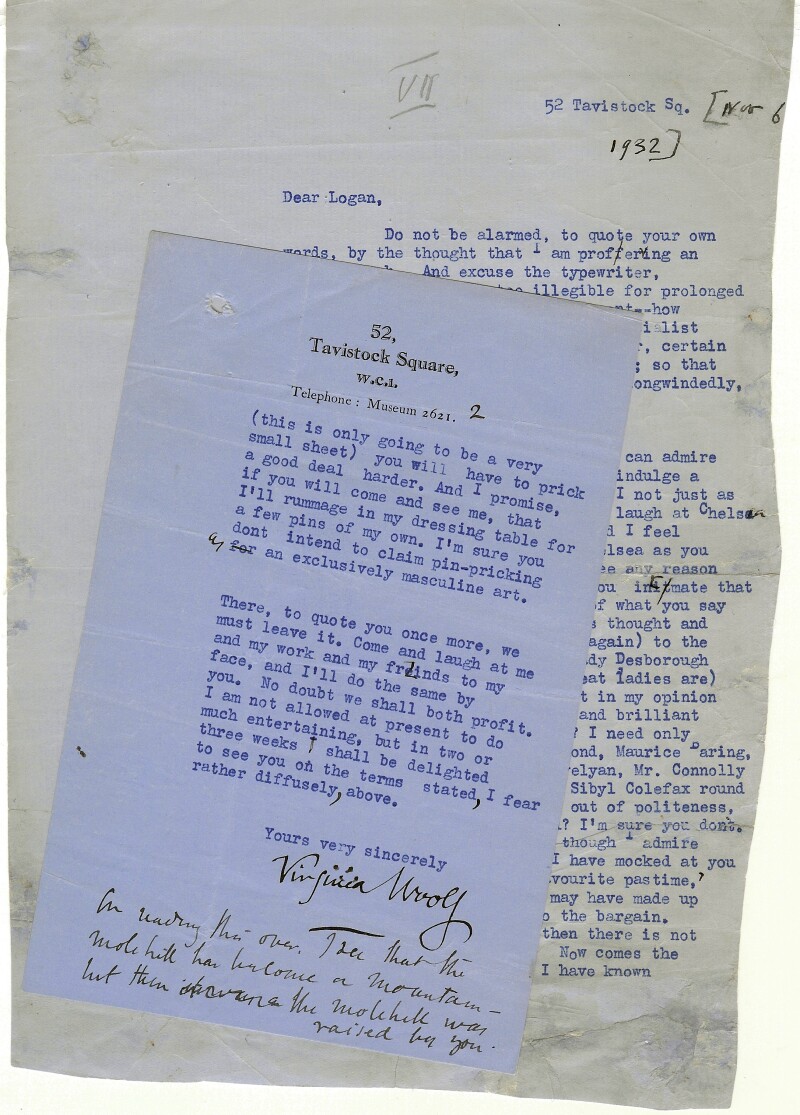 VII
52 Tavistock Sq. [Nov 6
1932]
Dear Logan,
Do not be alarmed, to quote your own
words, by the thought that I am proffering an
And excuse the typewriter,
too illegible for prolonged
--how
ialist
r, certain
; so that
ongwindedly,
can admire
indulge a
I not just as
laugh at Chelsea
I feel
elsea as you
ee any reason
you intimate that
of what you say
s thought and
again) to the
dy Desborough
eat ladies are)
t in my opinion
and brilliant
? I need only
ond, Maurice Baring,
velyan, Mr. Connolly
Sibyl Colefax round
out of politeness,
? I'm sure you dont.
though I admire
I have mocked at you
vourite pastime,
may have made up
o the bargain.
then there is not
Now comes the
I have known
52,
Tavistock Square,
W.C.1.
Telephone : Museum 2621. 2
(this is only going to be a very
small sheet) you will have to prick
a good deal harder. And I promise,
if you will come and see me, that
I'll rummage in my dressing table for
a few pins of my own. I'm sure you
dont intend to claim pin-pricking
as for an exclusively masculine art.
There, to quote you once more, we
must leave it. Come and laugh at me
and my work and my freinds to my
face, and I'll do the same by
you. No doubt we shall both profit.
I am not allowed at present to do
much entertaining, but in two or
three weeks I shall be delighted
to see you on the terms stated, I fear
rather diffusely, above.
Yours very sincerely
Virginia Woolf
On reading this over, I see that the
molehill has become a mountain—
but then the molehill was
raised by you.